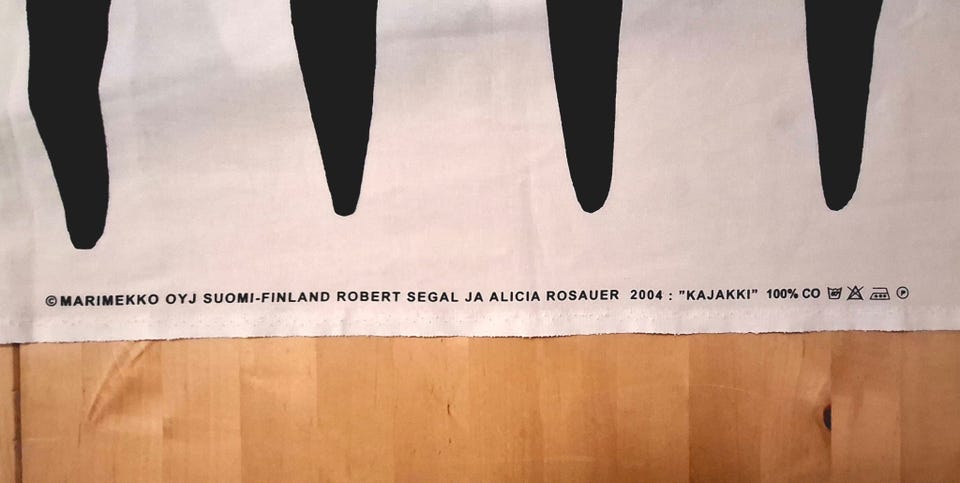 ©MARIMEKKO OYJ SUOMI-FINLAND ROBERT SEGAL JA ALICIA ROSAUER 2004 : ”KAJAKKI” 100% CO